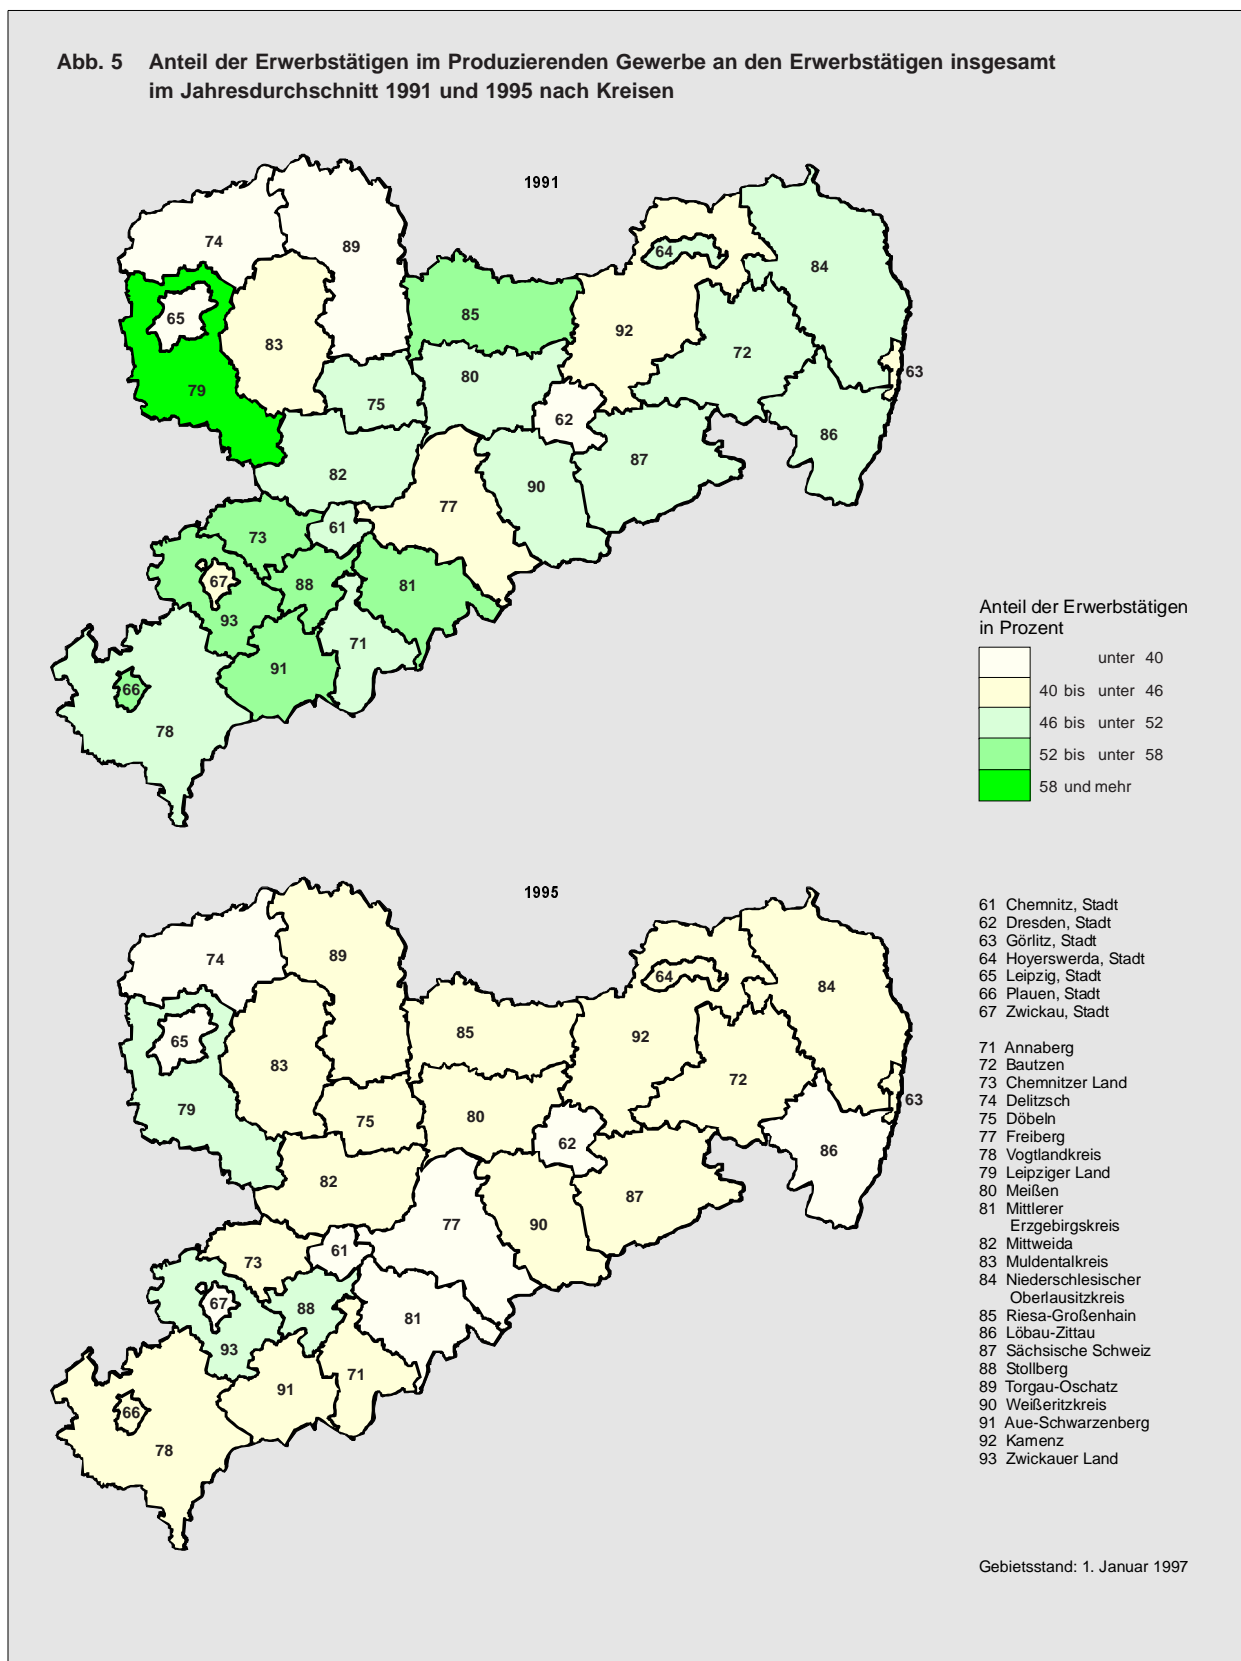 Abb. 5 Anteil der Erwerbstätigen im Produzierenden Gewerbe an den Erwerbstätigen insgesamt
im Jahresdurchschnitt 1991 und 1995 nach Kreisen
1991
74
89
64
84
65
85
83
92
72
63
79
80
75
62
86
87
82
90
77
61
73
67
88
81
93
71
91
66
78
Anteil der Erwerbstätigen
in Prozent
unter 40
40 bis unter 46
46 bis unter 52
52 bis unter 58
58 und mehr
1995
74
89
64
84
65
85
92
83
72
63
79
80
75
62
86
82
87
90
77
61
73
67
88
81
93
71
91
66
78
61 Chemnitz, Stadt
62 Dresden, Stadt
63 Görlitz, Stadt
64 Hoyerswerda, Stadt
65 Leipzig, Stadt
66 Plauen, Stadt
67 Zwickau, Stadt
71 Annaberg
72 Bautzen
73 Chemnitzer Land
74 Delitzsch
75 Döbeln
77 Freiberg
78 Vogtlandkreis
79 Leipziger Land
80 Meißen
81 Mittlerer
Erzgebirgskreis
82 Mittweida
83 Muldentalkreis
84 Niederschlesischer
Oberlausitzkreis
85 Riesa-Großenhain
86 Löbau-Zittau
87 Sächsische Schweiz
88 Stollberg
89 Torgau-Oschatz
90 Weißeritzkreis
91 Aue-Schwarzenberg
92 Kamenz
93 Zwickauer Land
Gebietsstand: 1. Januar 1997